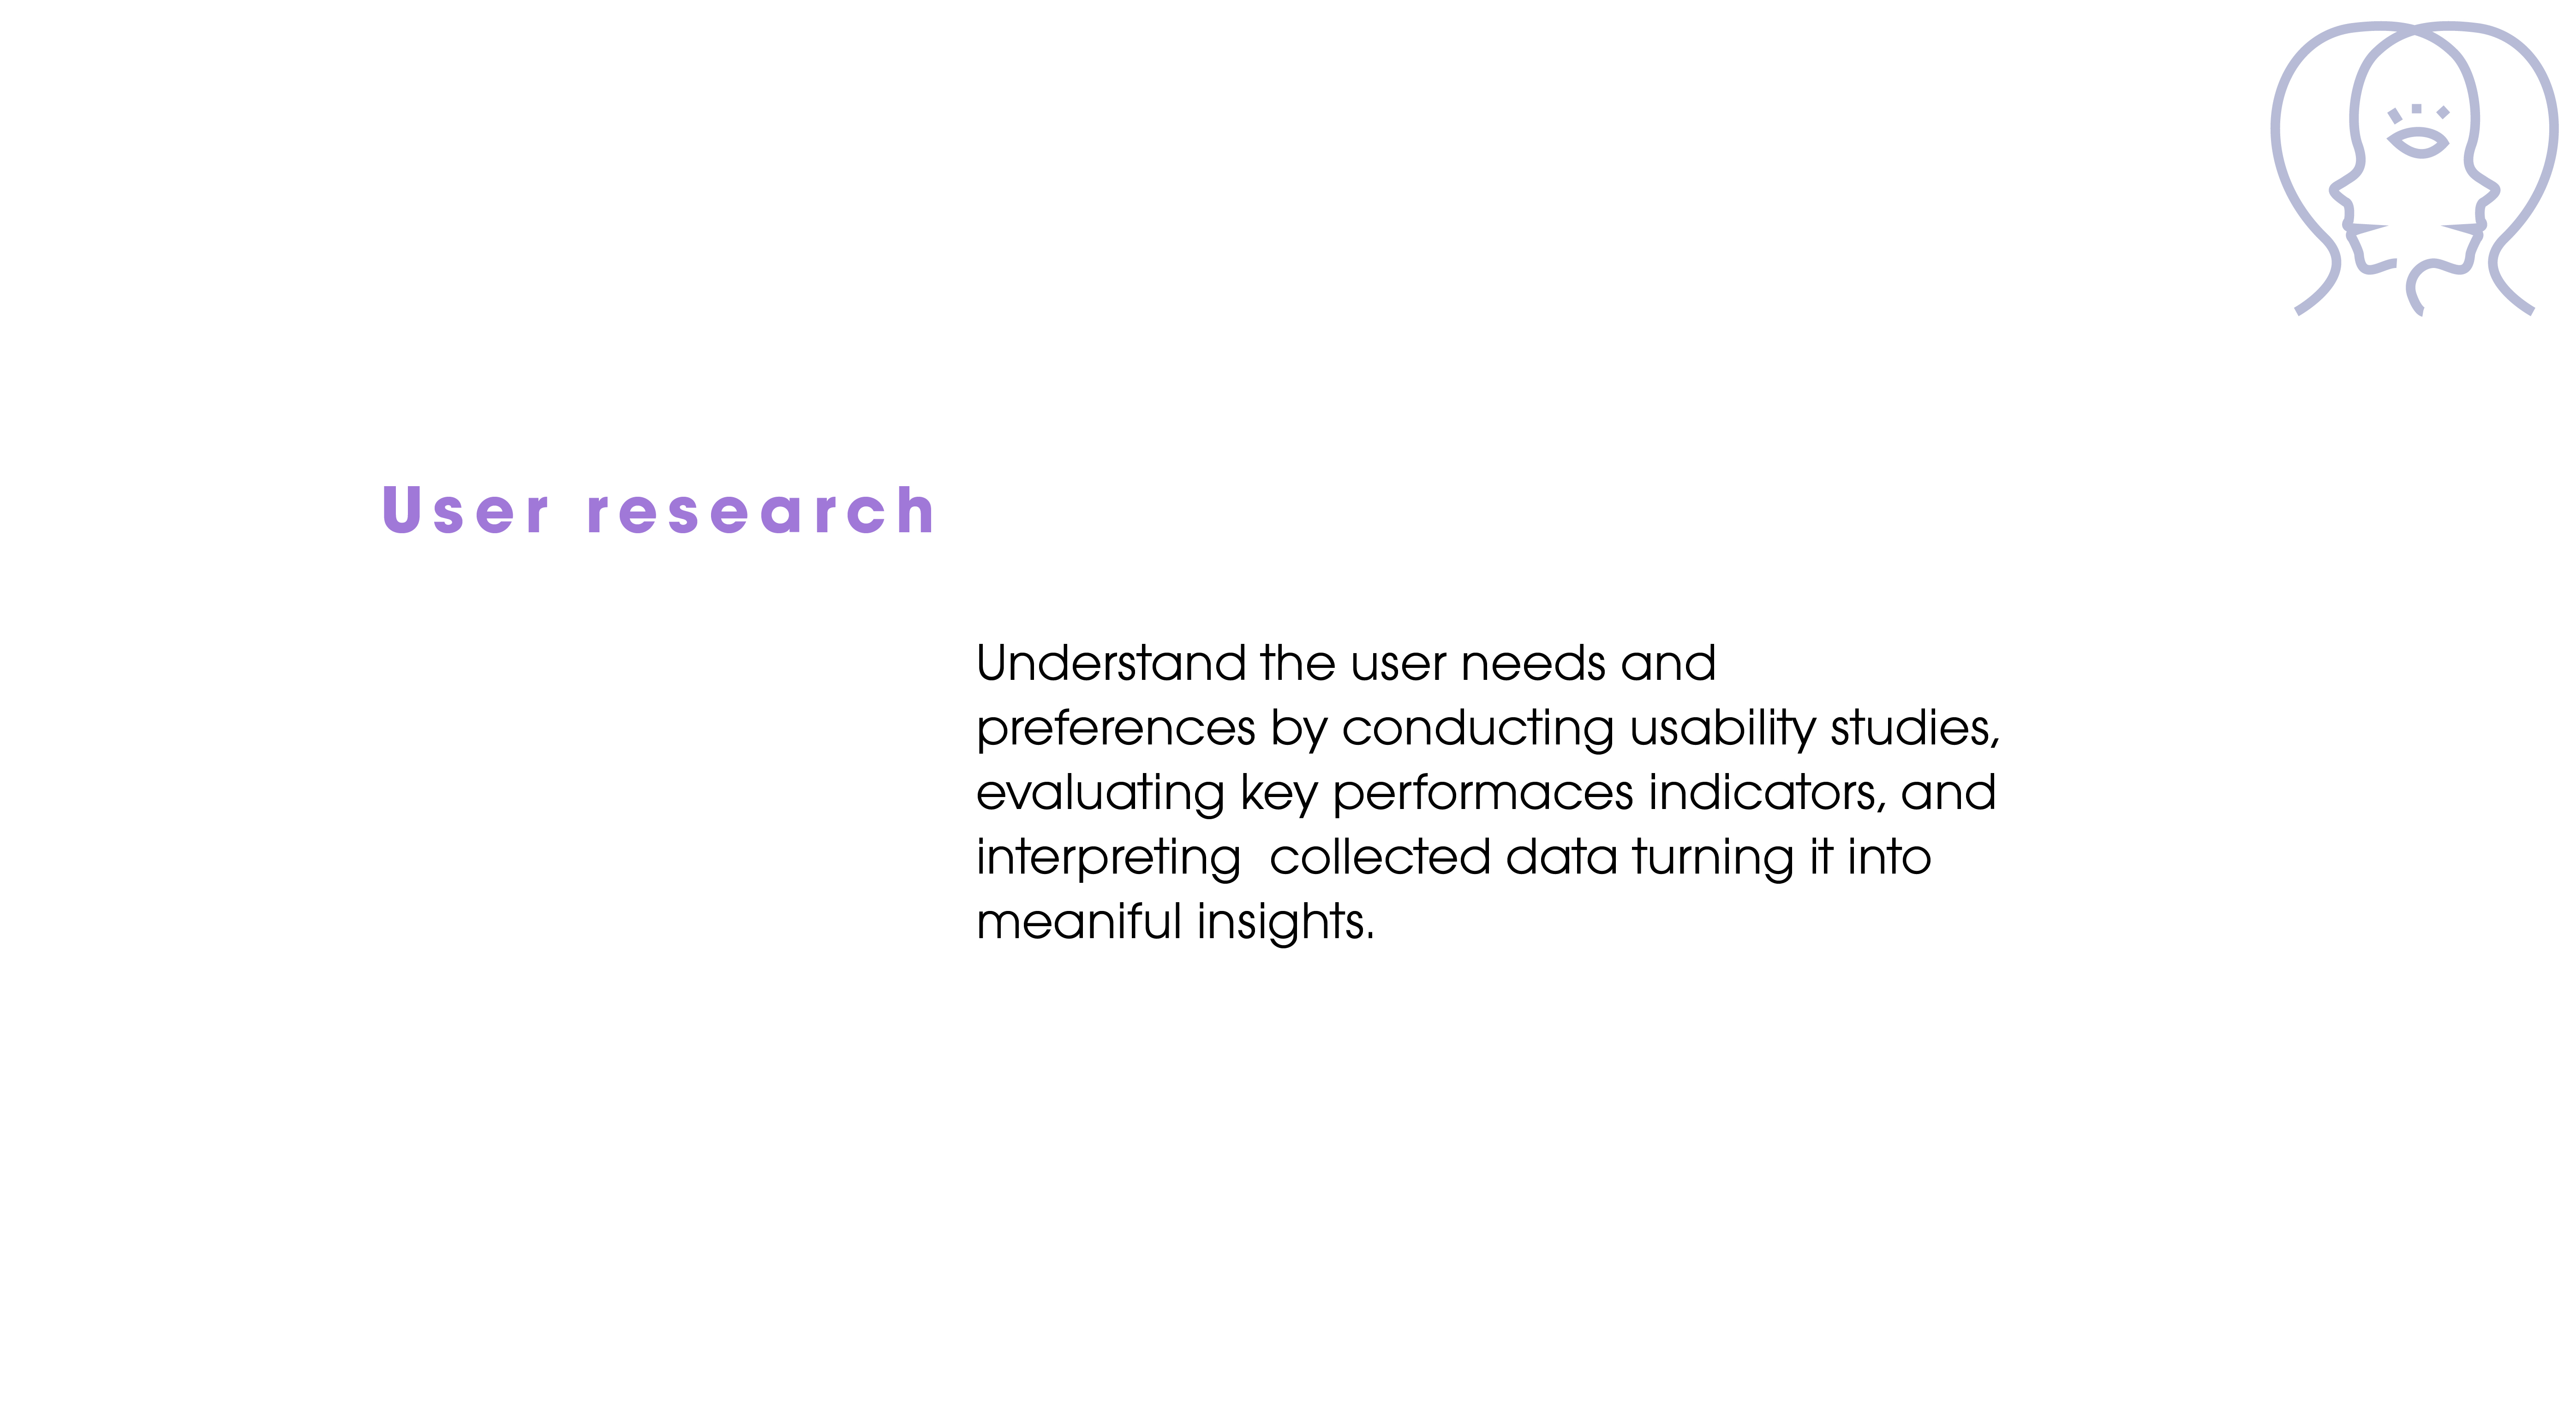 User research
Understand the user needs and
preferences by conducting usability studies,
evaluating key performaces indicators, and
interpreting  collected data turning it into
meaniful insights.